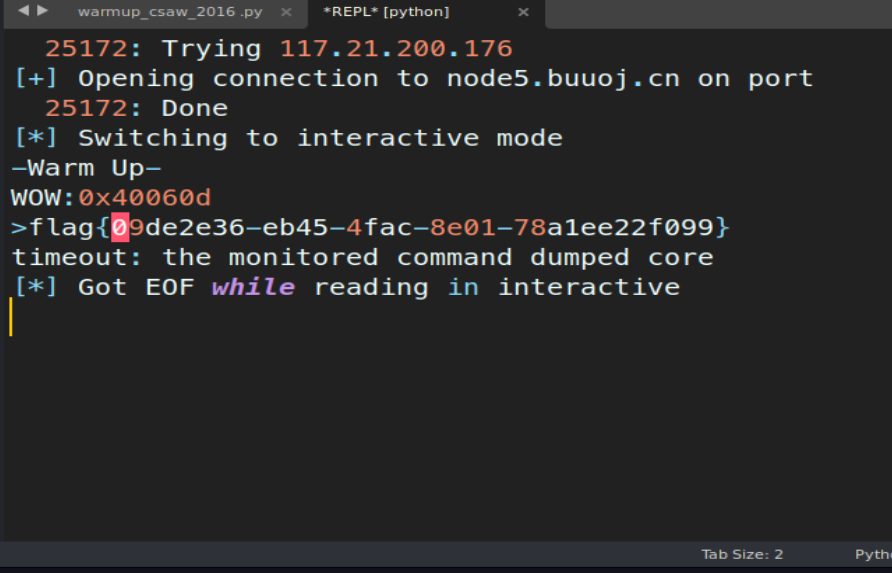 ◀ ▶ warmup_csaw_2016 .py × *REPL* [python] ×
25172: Trying 117.21.200.176
[+] Opening connection to node5.buuoj.cn on port
25172: Done
[*] Switching to interactive mode
-Warm Up-
WOW:0x40060d
>flag{09de2e36-eb45-4fac-8e01-78a1ee22f099}
timeout: the monitored command dumped core
[*] Got EOF while reading in interactive
Tab Size: 2 Pyth